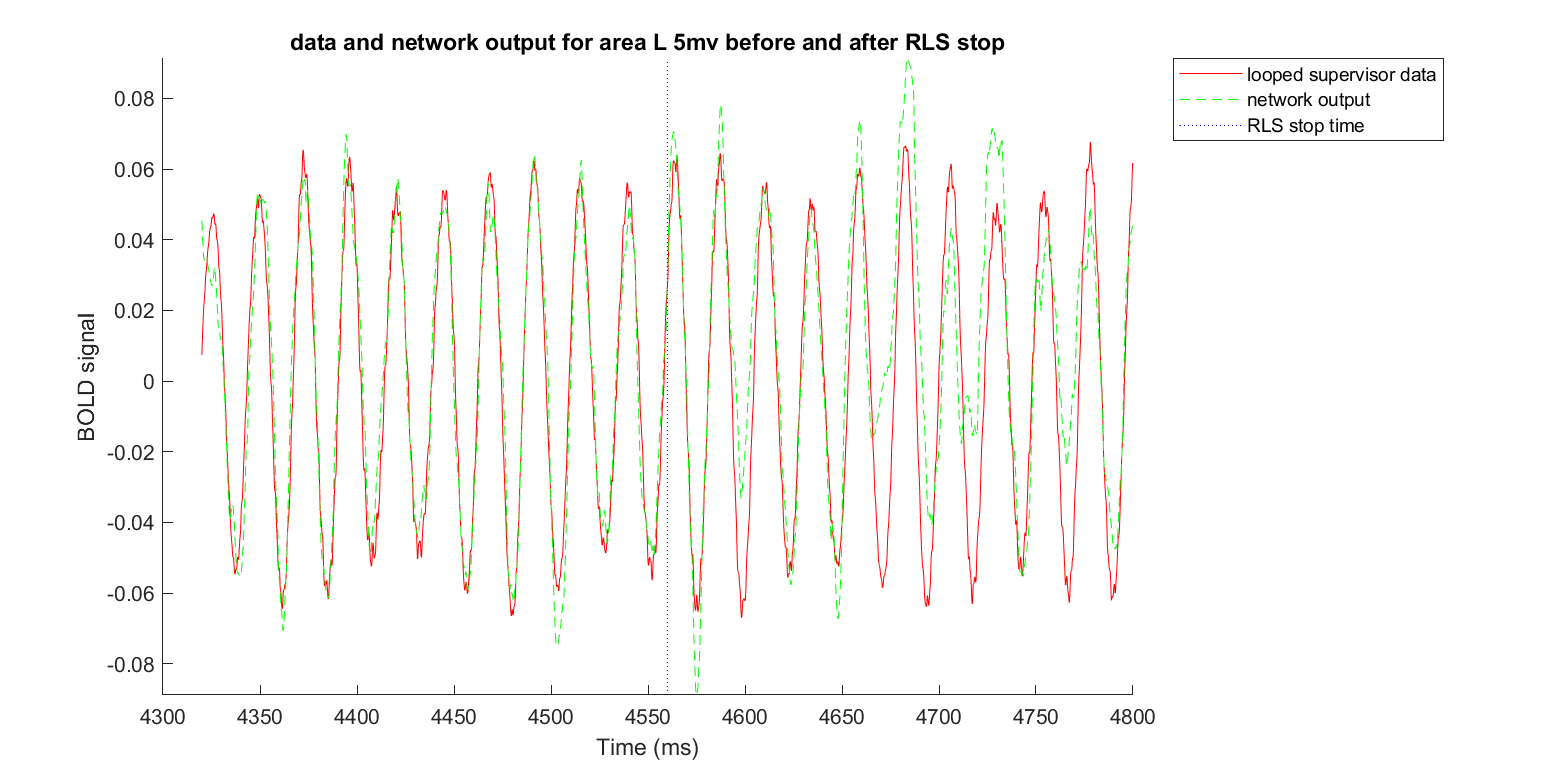 data and network output for area L 5mv before and after RLS stop
looped supervisor data
network output
RLS stop time
BOLD signal
0.08
0.06
0.04
0.02
0
-0.02
-0.04
-0.06
-0.08
4300 4350 4400 4450 4500 4550 4600 4650 4700 4750 4800
Time (ms)